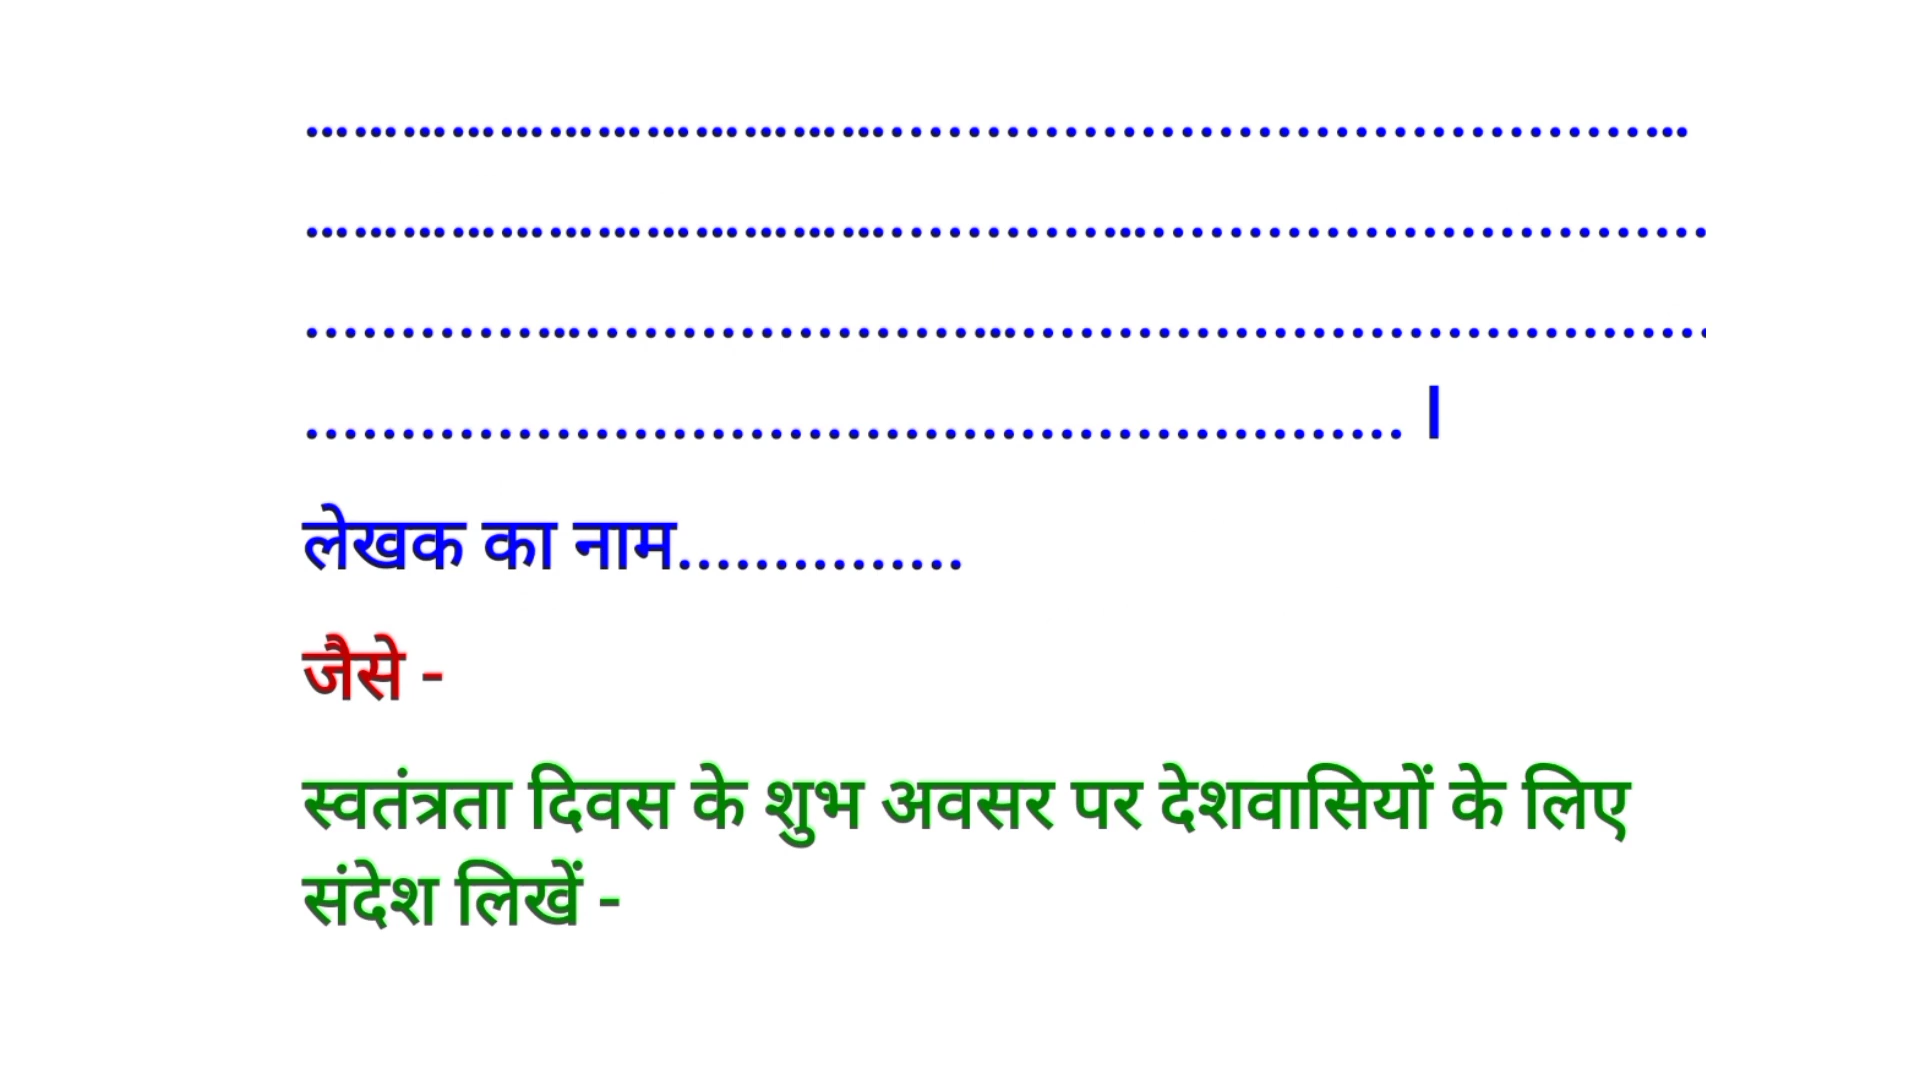 ………………………………….......................................
………………………………….............…............................
.............…....................…...................................
......................................................... |
लेखक का नाम...............
जैसे -
स्वतंत्रता दिवस के शुभ अवसर पर देशवासियों के लिए
संदेश लिखें -